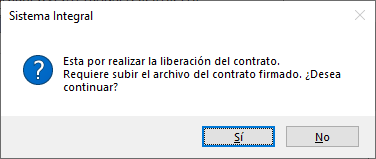 Sistema Integral
Esta por realizar la liberación del contrato.
Requiere subir el archivo del contrato firmado. ¿Desea
continuar?
Sí
No